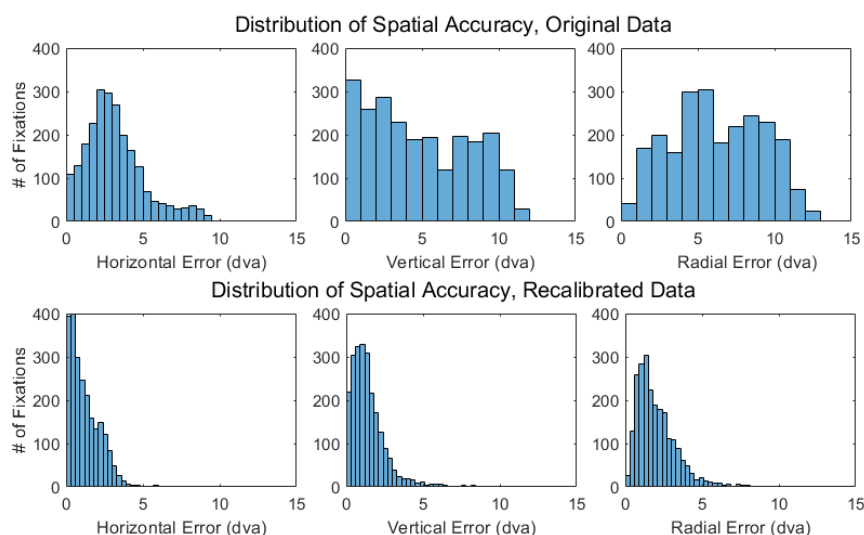 Distribution of Spatial Accuracy, Original Data
400
300
200
100
0
# of Fixations
0 5 10 15
Horizontal Error (dva)
400
300
200
100
0
0 5 10 15
Vertical Error (dva)
400
300
200
100
0
0 5 10 15
Radial Error (dva)
Distribution of Spatial Accuracy, Recalibrated Data
400
300
200
100
0
# of Fixations
0 5 10 15
Horizontal Error (dva)
400
300
200
100
0
0 5 10 15
Vertical Error (dva)
400
300
200
100
0
0 5 10 15
Radial Error (dva)